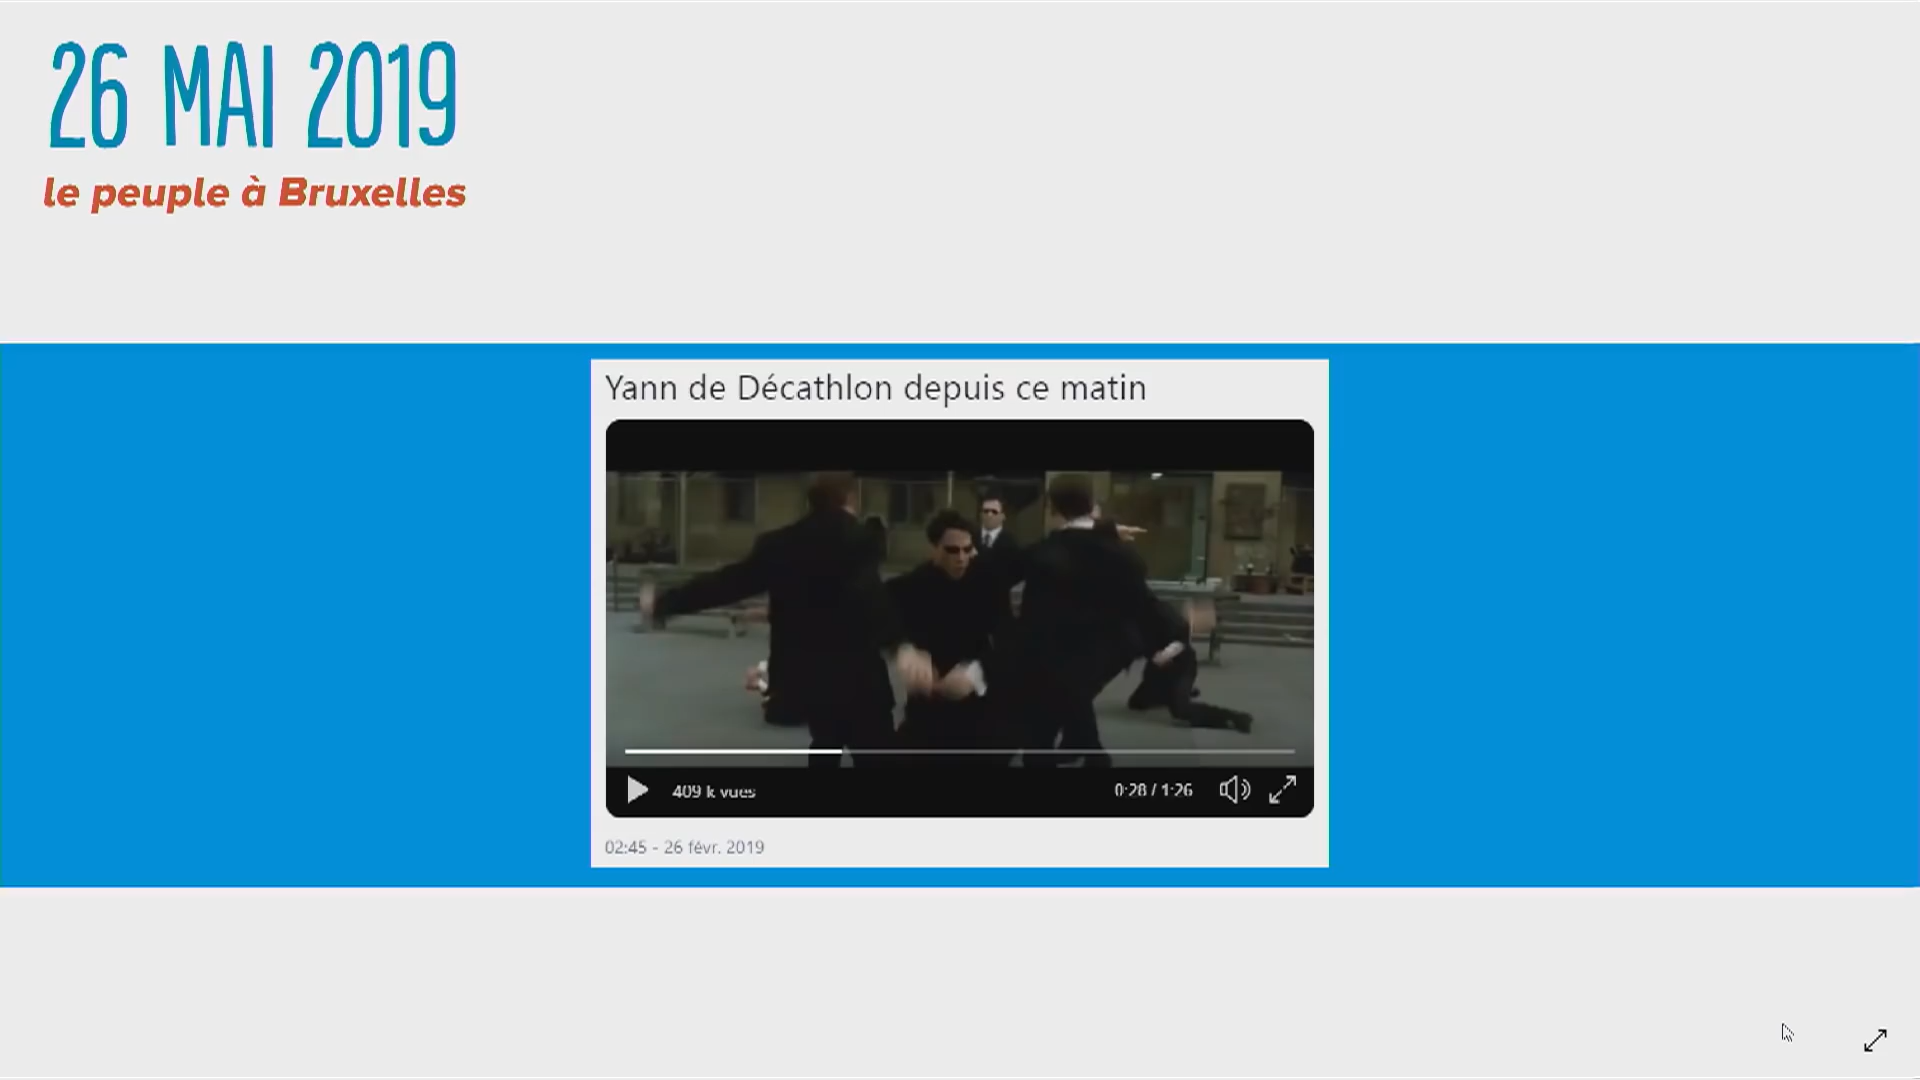 26 MAI 2019
le peuple à Bruxelles
Yann de Décathlon depuis ce matin
409 k vues
0:28 / 1:26
02:45 - 26 févr. 2019